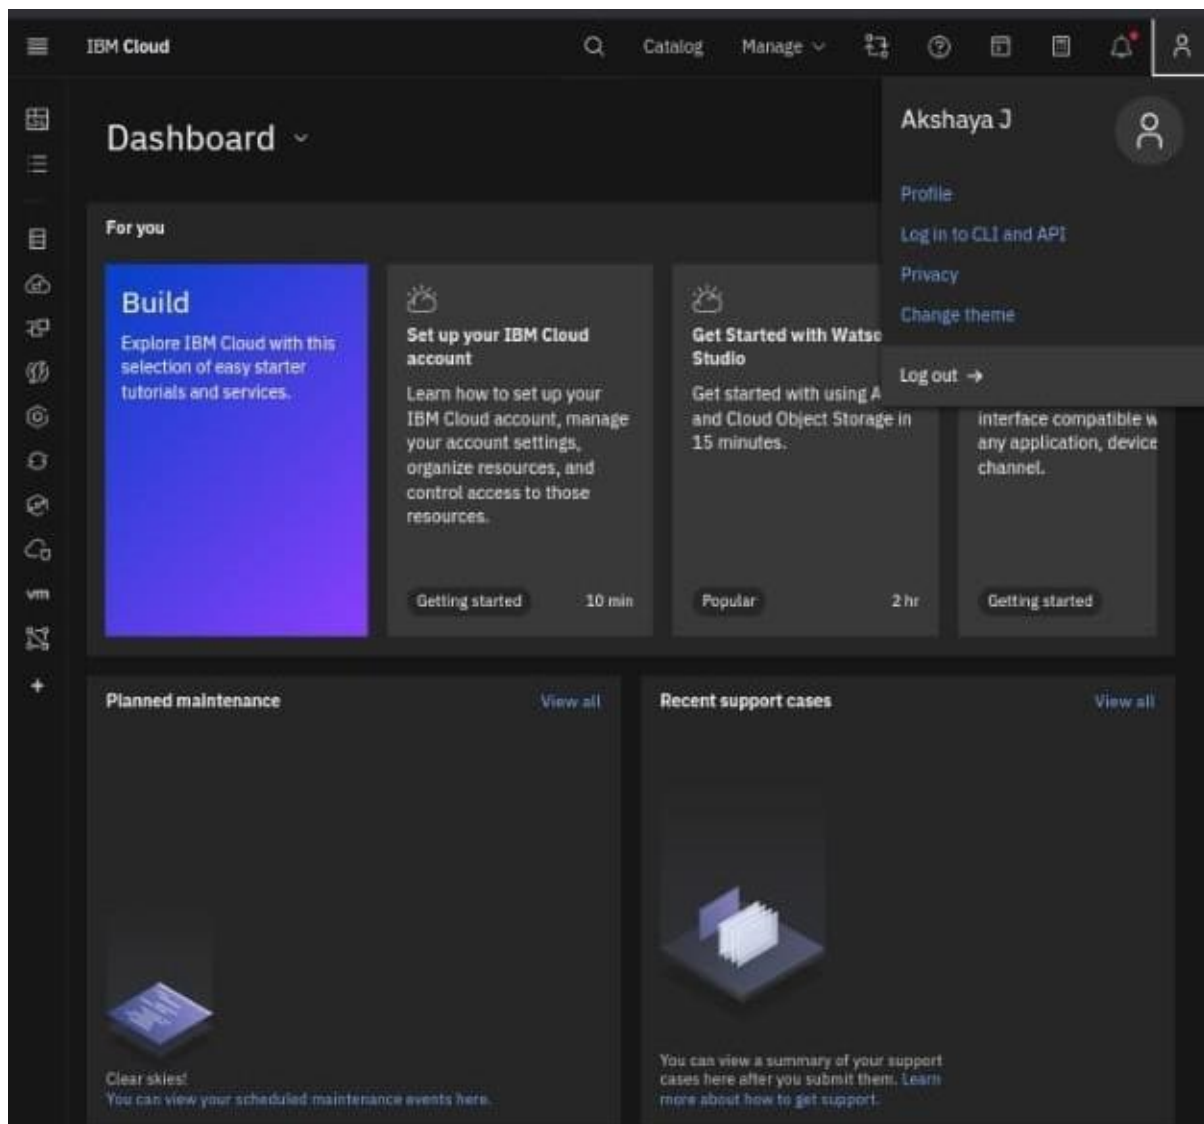 IBM Cloud
Catalog
Manage
Akshaya J
Profile
Log in to CLI and API
Privacy
Change theme
Log out →
Dashboard
For you
Build
Explore IBM Cloud with this
selection of easy starter
tutorials and services.
Set up your IBM Cloud
account
Learn how to set up your
IBM Cloud account, manage
your account settings,
organize resources, and
control access to those
resources.
Getting started
10 min
Get Started with Watso
Studio
Get started with using A
and Cloud Object Storage in
15 minutes.
Popular
2 hr
interface compatible w
any application, device
channel.
Getting started
vm
Planned maintenance
View all
Clear skies!
You can view your scheduled maintenance events here.
Recent support cases
View all
You can view a summary of your support
cases here after you submit them. Learn
more about how to get support.